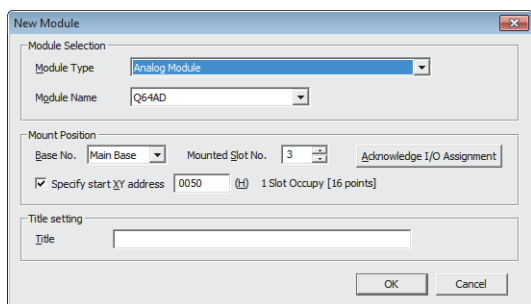 New Module
Module Selection
Module Type Analog Module
Module Name Q64AD
Mount Position
Base No. Main Base Mounted Slot No. 3 Acknowledge I/O Assignment
Specify start XY address 0050 (H) 1 Slot Occupy [16 points]
Title setting
Title
OK Cancel